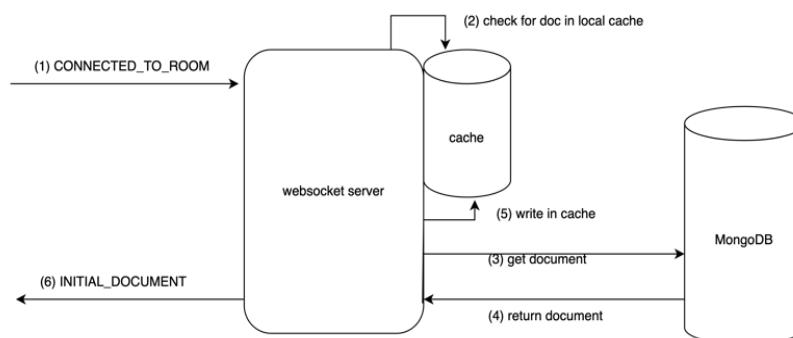 (2) check for doc in local cache
(1) CONNECTED_TO_ROOM
cache
websocket server
(5) write in cache
MongoDB
(3) get document
(6) INITIAL_DOCUMENT
(4) return document